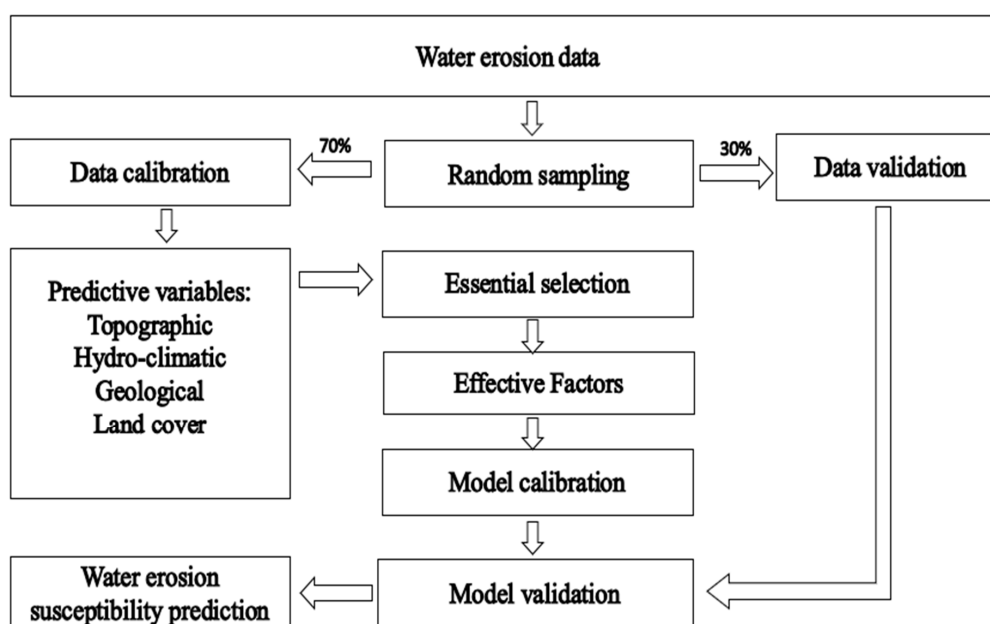 Water erosion data
70%
30%
Data calibration
Random sampling
Data validation
Predictive variables:
Topographic
Hydro-climatic
Geological
Land cover
Essential selection
Effective Factors
Model calibration
Model validation
Water erosion
susceptibility prediction